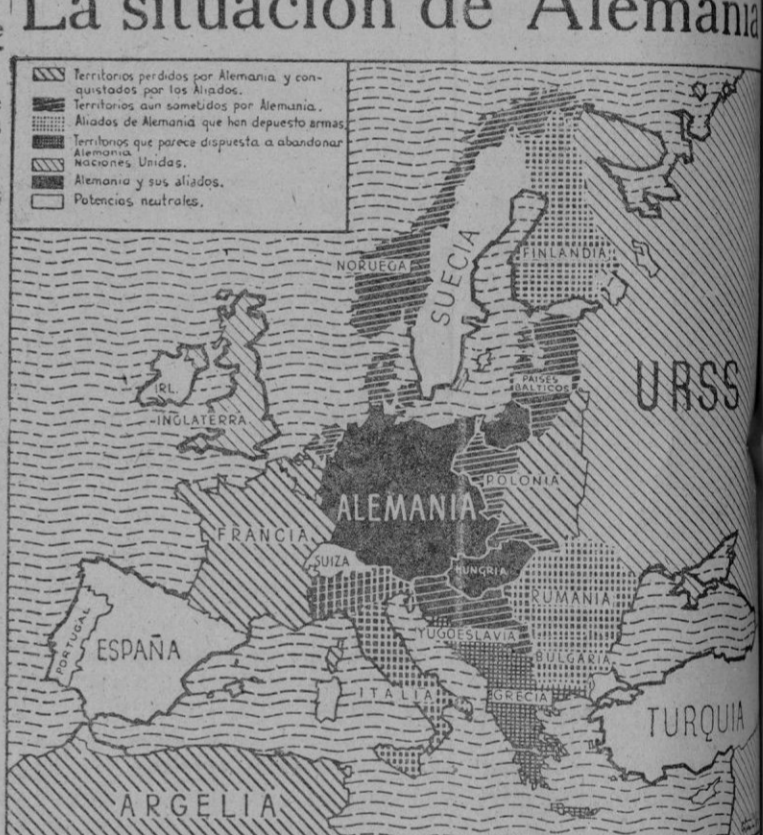 La situación de Alemania
Territorios perdidos por Alemania y con-
quistados por los Aliados.
Territorios aun sometidos por Alemania.
Aliados de Alemania que han depuesto armas
Territorios que parece dispuesta a abandonar
Alemania
Naciones Unidas.
Alemania y sus aliados.
Potencias neutrales.
NORUEGA
SUECIA
FINLANDIA
URSS
PAISES
BALTICOS
IRL.
INGLATERRA
POLONIA
ALEMANIA
FRANCIA
SUIZA
HUNGRIA
RUMANIA
YUGOESLAVIA
BULGARIA
PORTUGAL
ESPAÑA
ITALIA
GRECIA
TURQUIA
ARGELIA